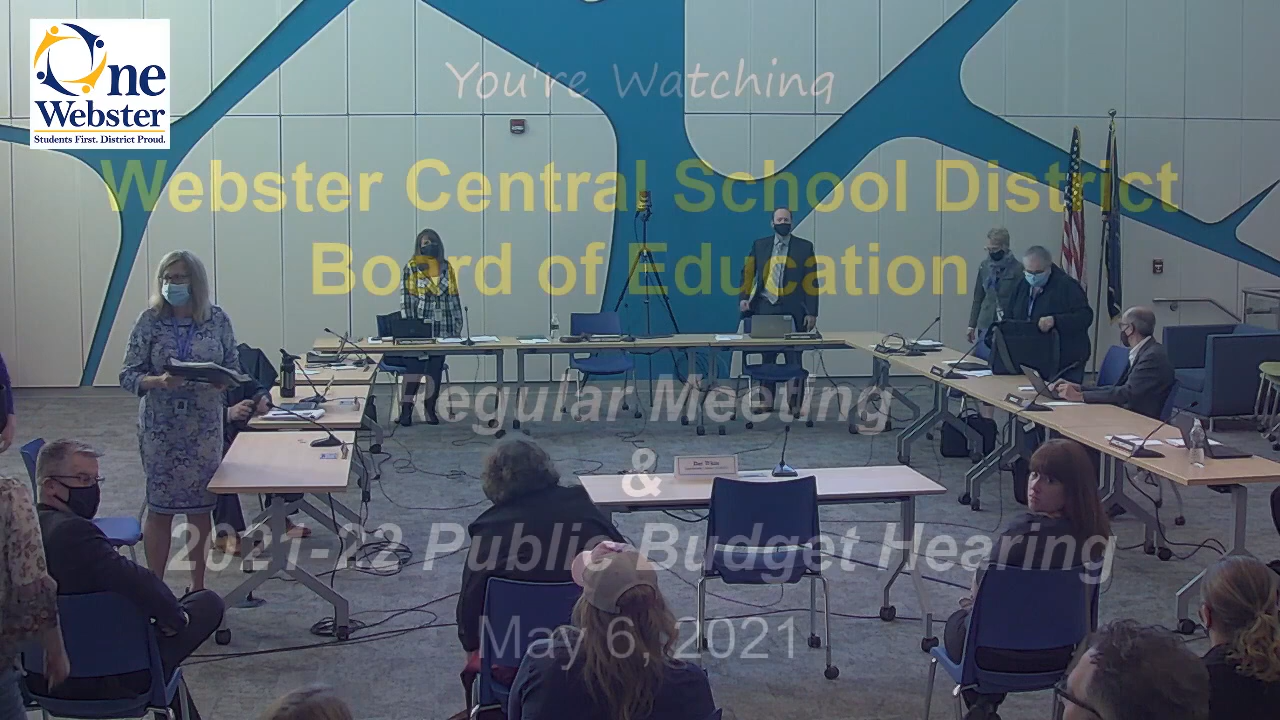 One
Webster
Students First. District Proud.
You're Watching
Webster Central School District
Board of Education
Regular Meeting
&
2021-22 Public Budget Hearing
May 6, 2021